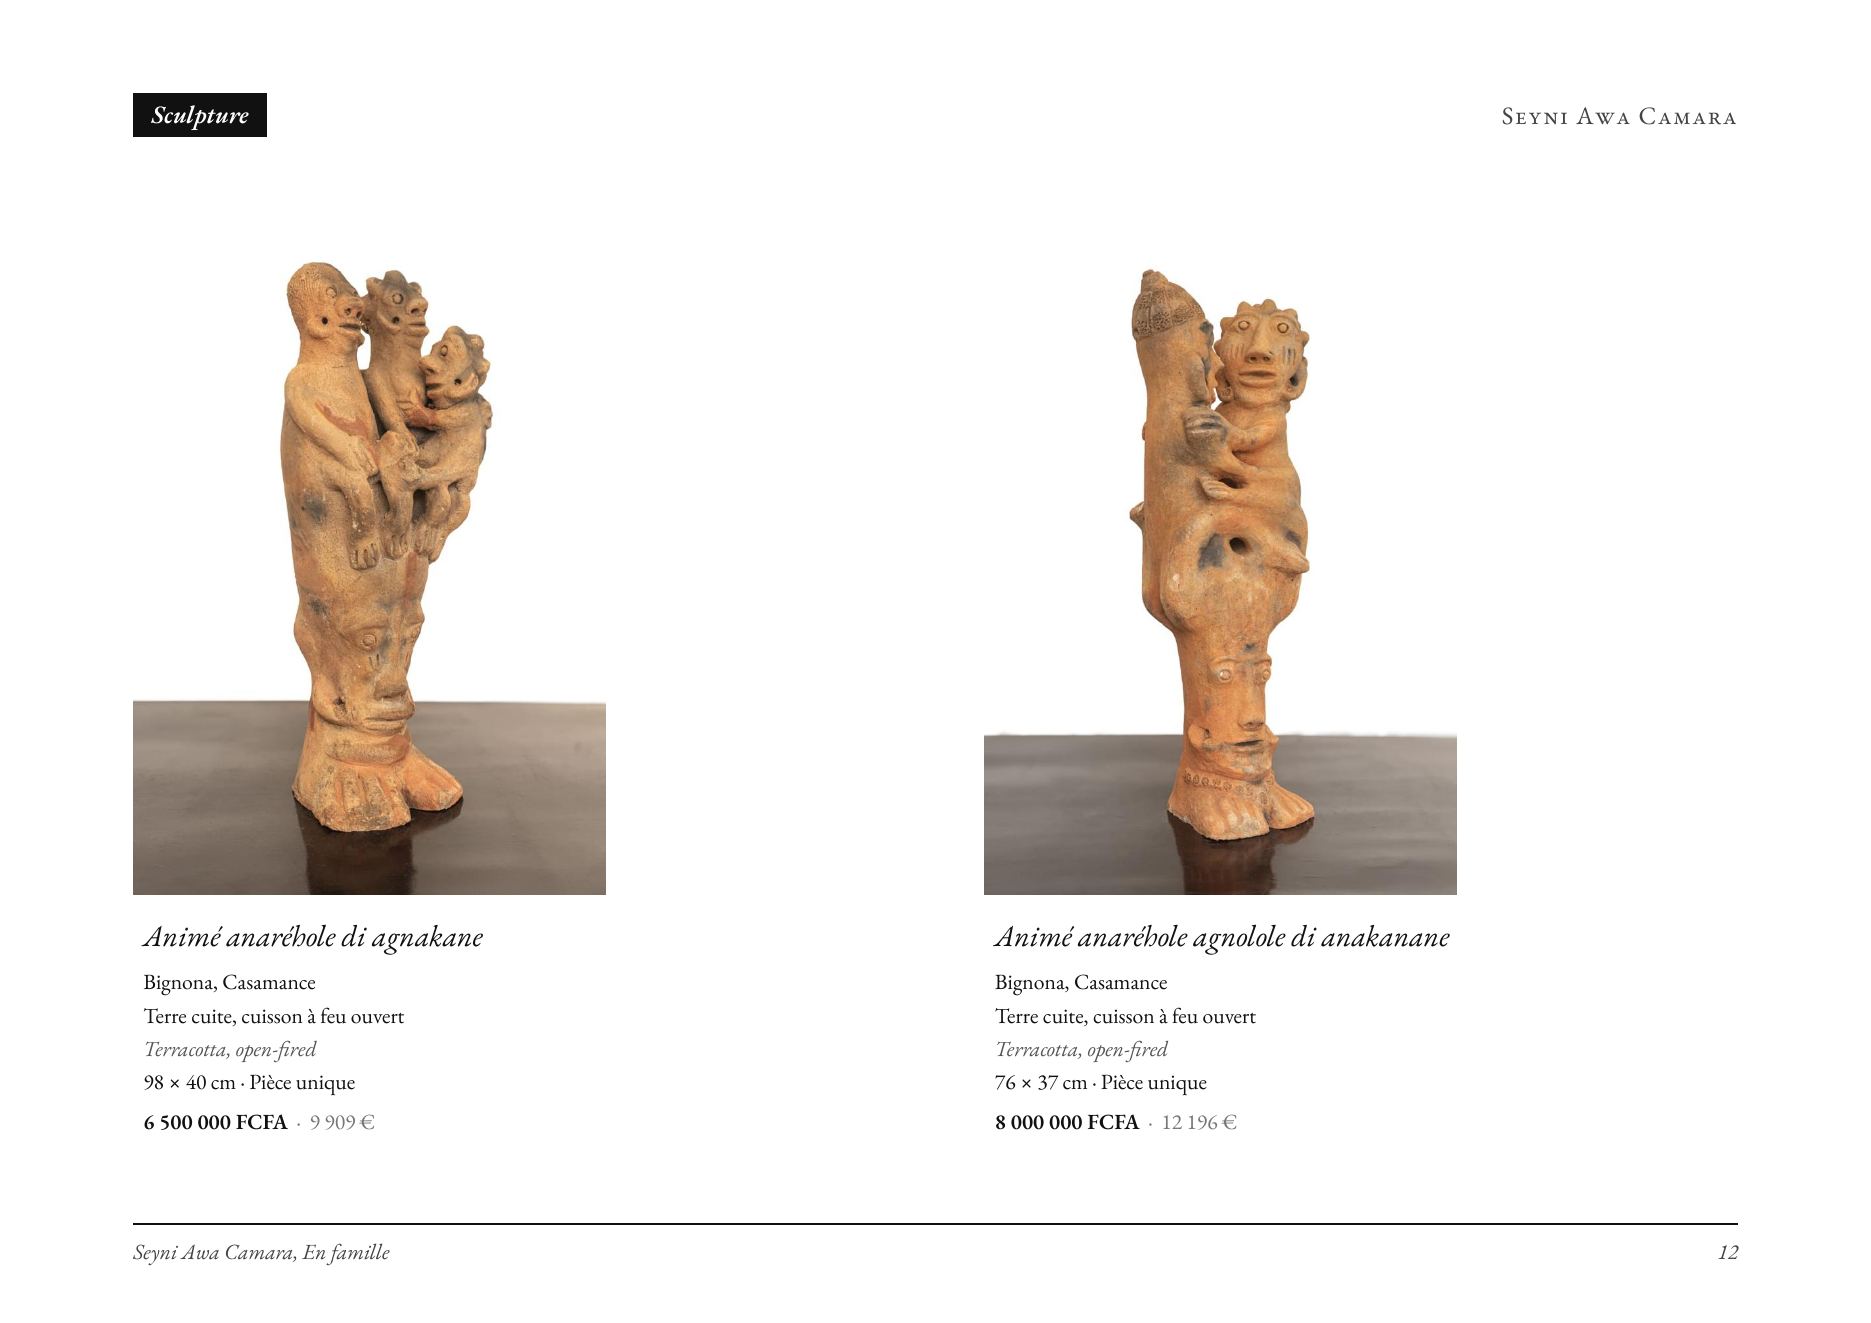 Sculpture
Seyni Awa Camara
Animé anaréhole di agnakane
Bignona, Casamance
Terre cuite, cuisson à feu ouvert
Terracotta, open-fired
98 × 40 cm · Pièce unique
6 500 000 FCFA · 9 909 €
Animé anaréhole agnolole di anakanane
Bignona, Casamance
Terre cuite, cuisson à feu ouvert
Terracotta, open-fired
76 × 37 cm · Pièce unique
8 000 000 FCFA · 12 196 €
Seyni Awa Camara, En famille
12